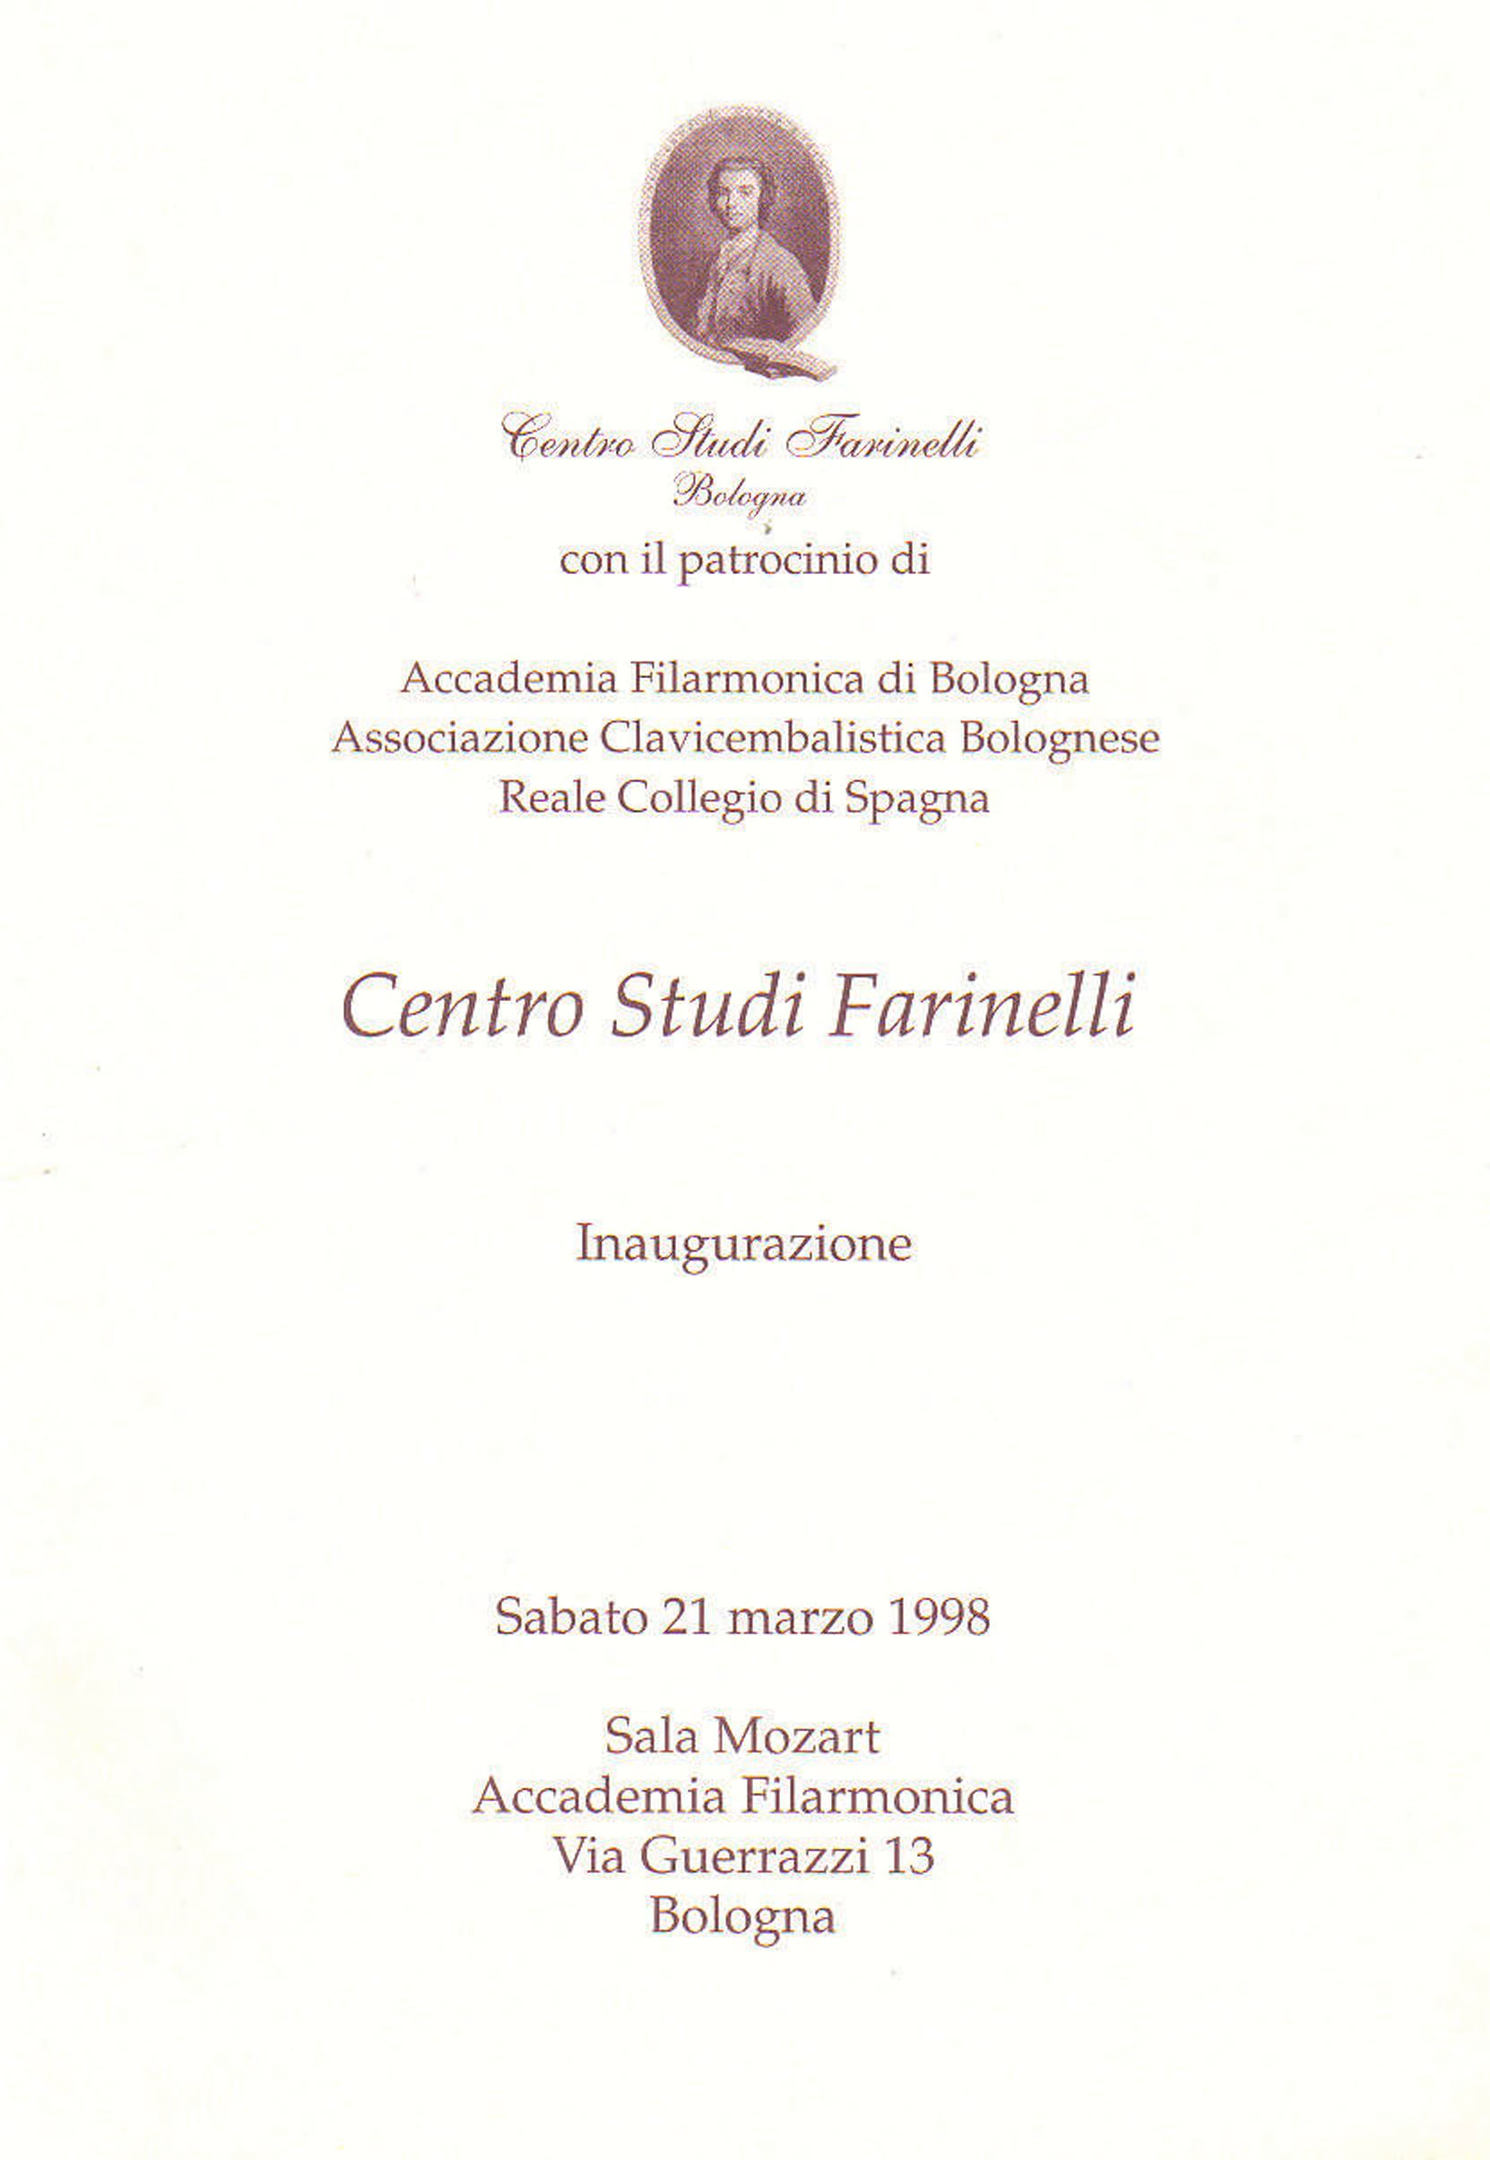 Centro Studi Farinelli
Bologna
con il patrocinio di
Accademia Filarmonica di Bologna
Associazione Clavicembalistica Bolognese
Reale Collegio di Spagna
Centro Studi Farinelli
Inaugurazione
Sabato 21 marzo 1998
Sala Mozart
Accademia Filarmonica
Via Guerrazzi 13
Bologna